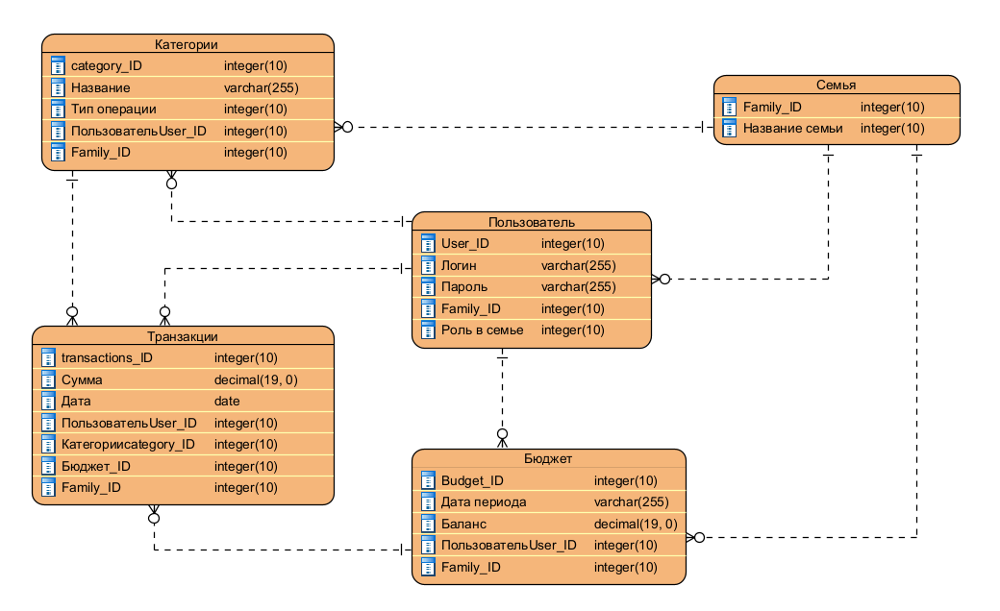 Категории
category_ID integer(10)
Название varchar(255)
Тип операции integer(10)
ПользовательUser_ID integer(10)
Family_ID integer(10)
Семья
Family_ID integer(10)
Название семьи integer(10)
Пользователь
User_ID integer(10)
Логин varchar(255)
Пароль varchar(255)
Family_ID integer(10)
Роль в семье integer(10)
Транзакции
transactions_ID integer(10)
Сумма decimal(19, 0)
Дата date
ПользовательUser_ID integer(10)
Категорииcategory_ID integer(10)
Бюджет_ID integer(10)
Family_ID integer(10)
Бюджет
Budget_ID integer(10)
Дата периода varchar(255)
Баланс decimal(19, 0)
ПользовательUser_ID integer(10)
Family_ID integer(10)